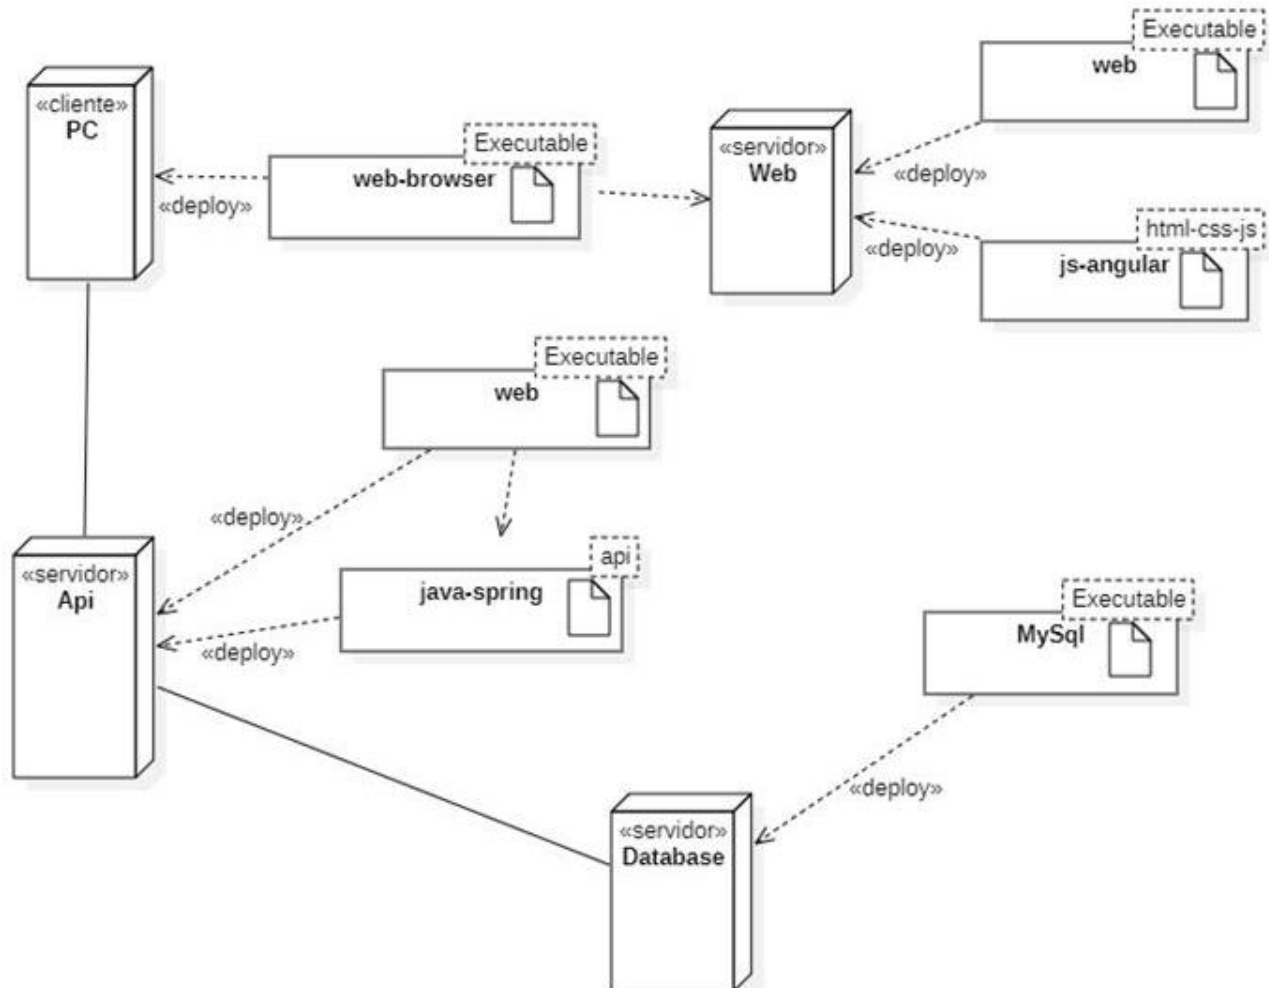 Executable
web
«cliente»
PC
Executable
web-browser
«deploy»
«servidor»
Web
«deploy»
html-css-js
js-angular
«deploy»
Executable
web
«deploy»
api
java-spring
«servidor»
Api
«deploy»
Executable
MySql
«deploy»
«servidor»
Database